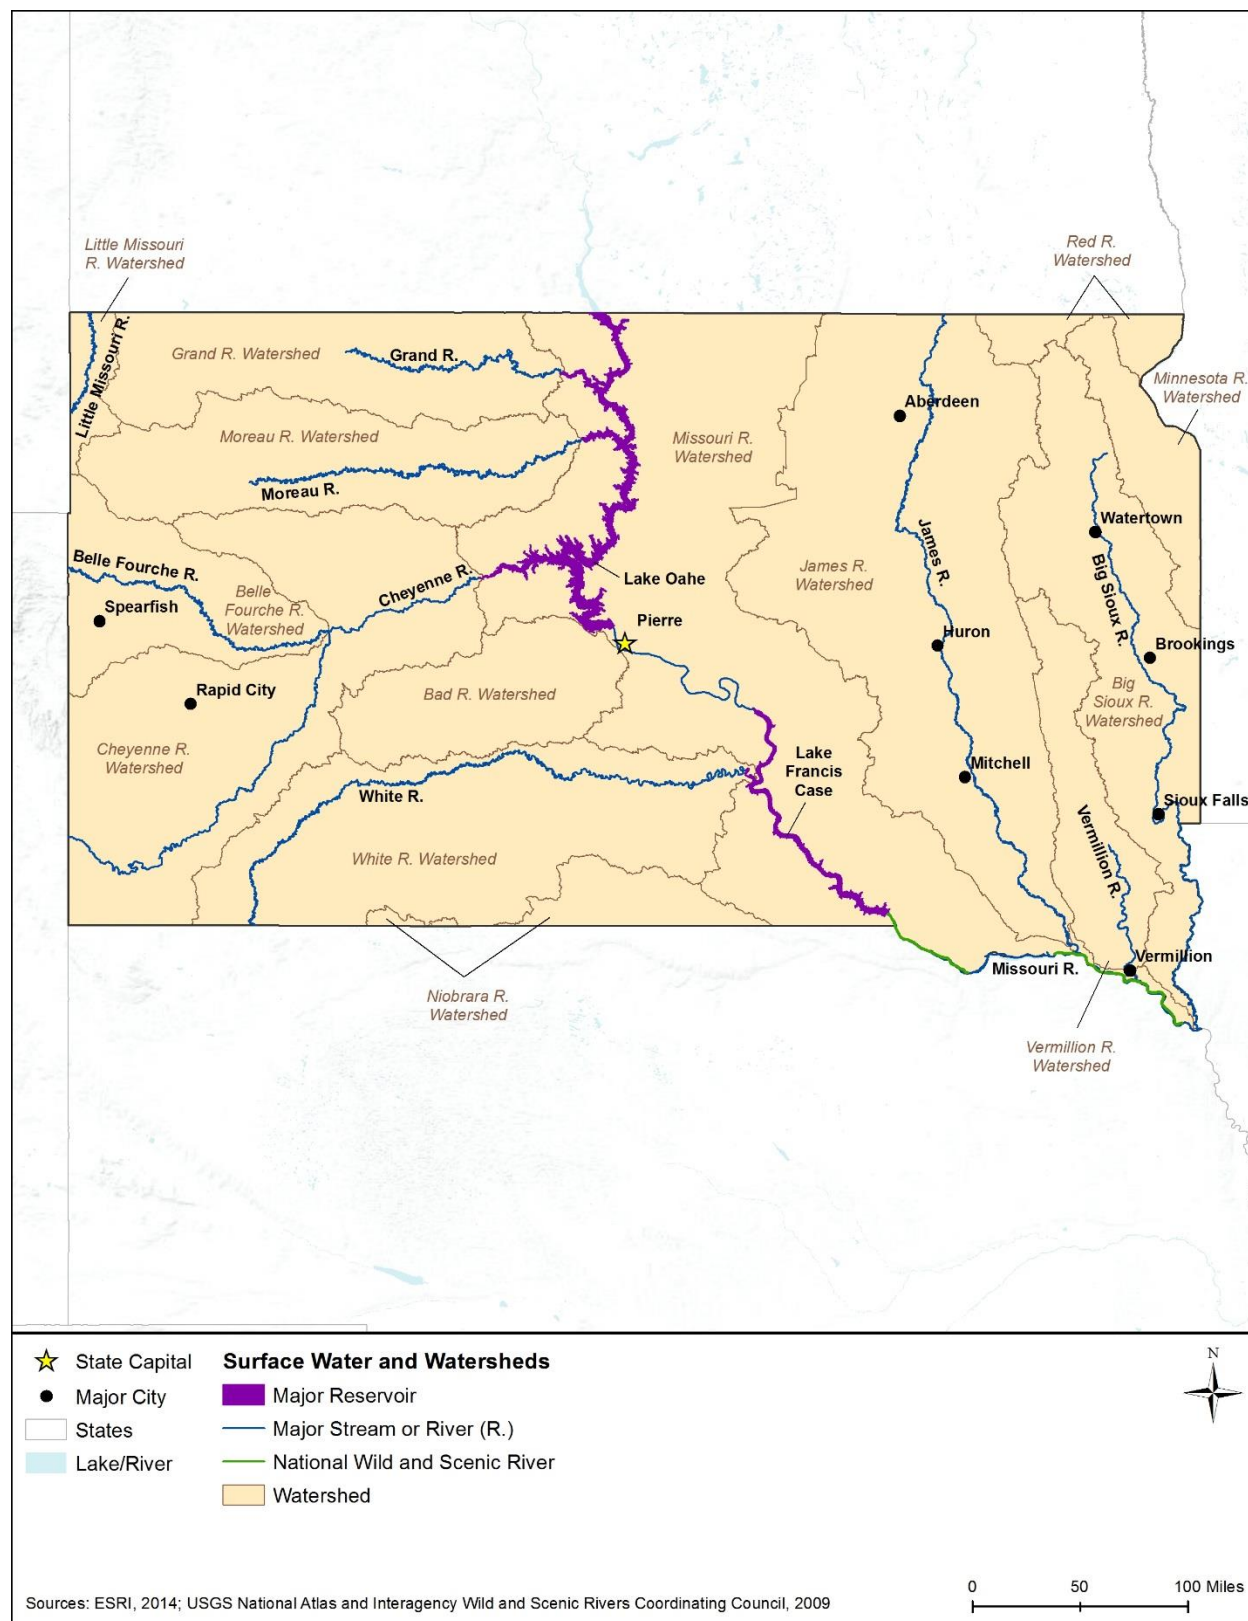 Little Missouri
R. Watershed
Red R.
Watershed
Little Missouri R.
Grand R. Watershed
Grand R.
Minnesota R.
Watershed
Aberdeen
Moreau R. Watershed
Missouri R.
Watershed
Moreau R.
Watertown
James R.
Belle Fourche R.
Cheyenne R.
Lake Oahe
James R.
Watershed
Big Sioux R.
Spearfish
Belle
Fourche R.
Watershed
Pierre
Huron
Brookings
Rapid City
Bad R. Watershed
Big
Sioux R.
Watershed
Cheyenne R.
Watershed
Lake
Francis
Case
Mitchell
White R.
Sioux Falls
Vermillion R.
White R. Watershed
Missouri R.
Vermillion
Niobrara R.
Watershed
Vermillion R.
Watershed
State Capital
Major City
States
Lake/River
Surface Water and Watersheds
Major Reservoir
Major Stream or River (R.)
National Wild and Scenic River
Watershed
N
Sources: ESRI, 2014; USGS National Atlas and Interagency Wild and Scenic Rivers Coordinating Council, 2009
0 50 100 Miles